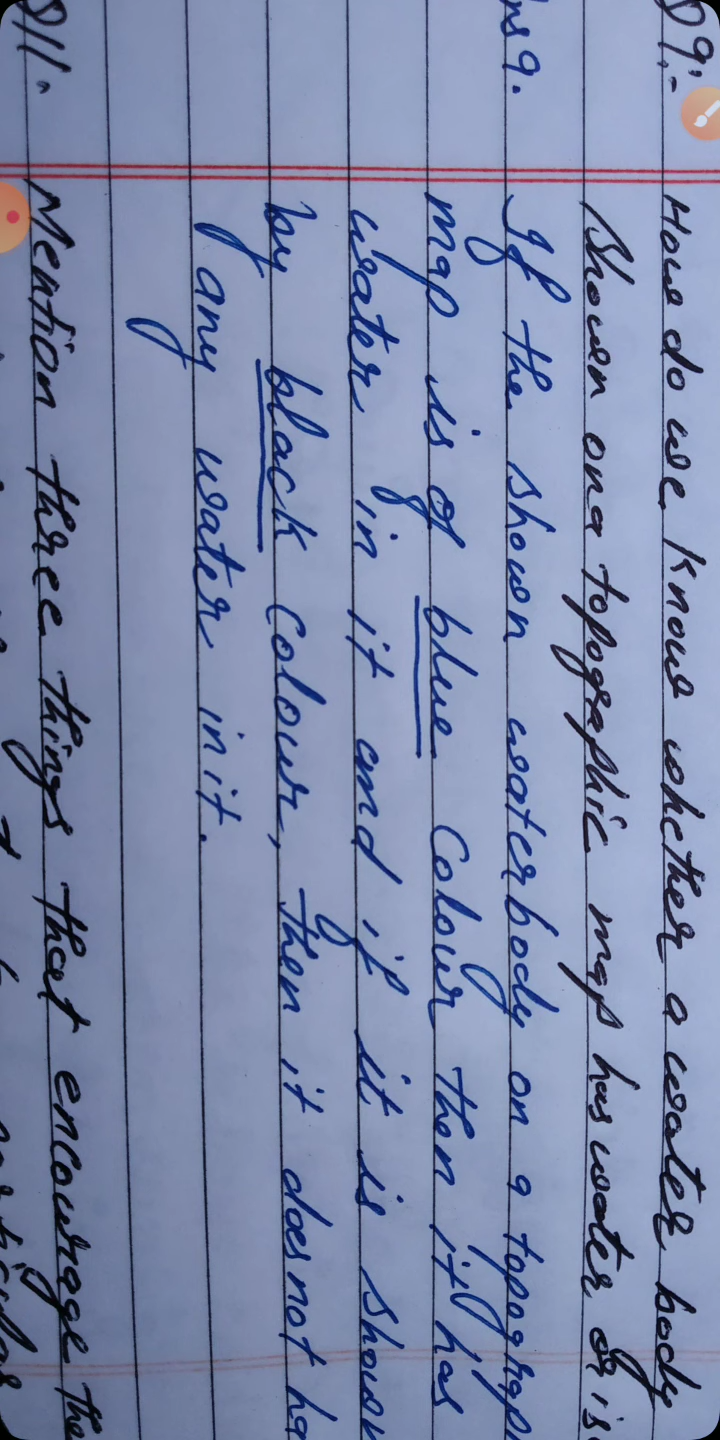 Q9:- How do we know whether a water body
shown on a topographic map has water or is
Ans9. If the shown waterbody on a topograp
map is of blue colour then it has
water in it and if it is shown
by black colour, then it does not ha
any water in it.
Q11. Mention three things that encourage the